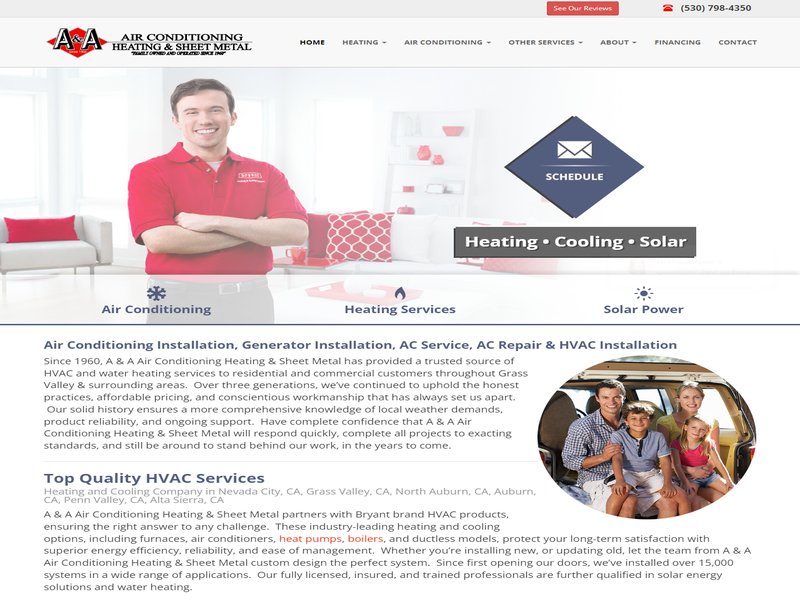 See Our Reviews
(530) 798-4350
A&A
AIR CONDITIONING
HEATING & SHEET METAL
"FAMILY OWNED AND OPERATED SINCE 1960"
HOME HEATING AIR CONDITIONING OTHER SERVICES ABOUT FINANCING CONTACT
SCHEDULE
Heating • Cooling • Solar
Air Conditioning
Heating Services
Solar Power
Air Conditioning Installation, Generator Installation, AC Service, AC Repair & HVAC Installation
Since 1960, A & A Air Conditioning Heating & Sheet Metal has provided a trusted source of
HVAC and water heating services to residential and commercial customers throughout Grass
Valley & surrounding areas. Over three generations, we've continued to uphold the honest
practices, affordable pricing, and conscientious workmanship that has always set us apart.
Our solid history ensures a more comprehensive knowledge of local weather demands,
product reliability, and ongoing support. Have complete confidence that A & A Air
Conditioning Heating & Sheet Metal will respond quickly, complete all projects to exacting
standards, and still be around to stand behind our work, in the years to come.
Top Quality HVAC Services
Heating and Cooling Company in Nevada City, CA, Grass Valley, CA, North Auburn, CA, Auburn,
CA, Penn Valley, CA, Alta Sierra, CA
A & A Air Conditioning Heating & Sheet Metal partners with Bryant brand HVAC products,
ensuring the right answer to any challenge. These industry-leading heating and cooling
options, including furnaces, air conditioners, heat pumps, boilers, and ductless models, protect your long-term satisfaction with
superior energy efficiency, reliability, and ease of management. Whether you're installing new, or updating old, let the team from A & A
Air Conditioning Heating & Sheet Metal custom design the perfect system. Since first opening our doors, we've installed over 15,000
systems in a wide range of applications. Our fully licensed, insured, and trained professionals are further qualified in solar energy
solutions and water heating.